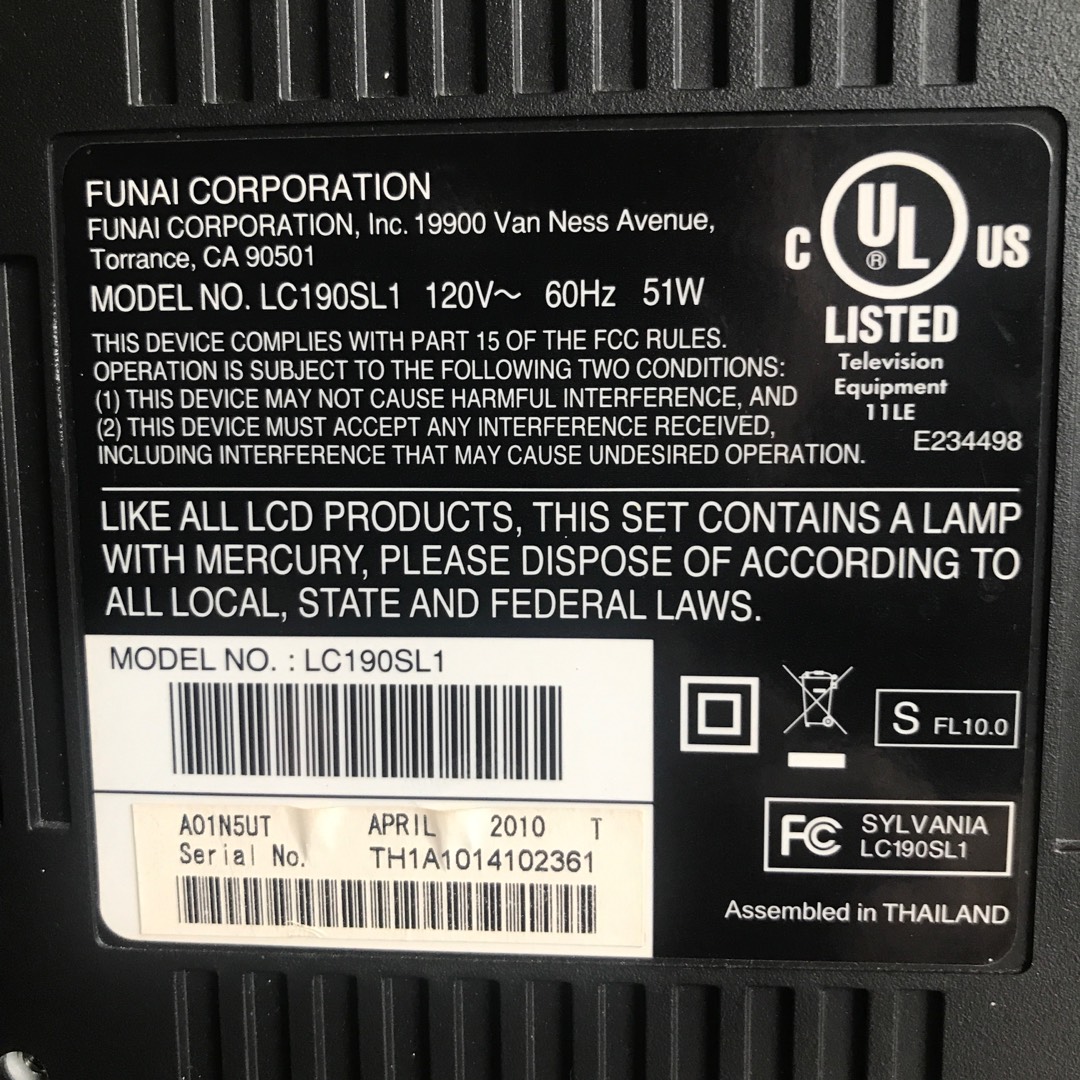 FUNAI CORPORATION
FUNAI CORPORATION, Inc. 19900 Van Ness Avenue,
Torrance, CA 90501
MODEL NO. LC190SL1 120V～ 60Hz 51W
THIS DEVICE COMPLIES WITH PART 15 OF THE FCC RULES.
OPERATION IS SUBJECT TO THE FOLLOWING TWO CONDITIONS:
(1) THIS DEVICE MAY NOT CAUSE HARMFUL INTERFERENCE, AND
(2) THIS DEVICE MUST ACCEPT ANY INTERFERENCE RECEIVED,
INCLUDING INTERFERENCE THAT MAY CAUSE UNDESIRED OPERATION.
C UL® US
LISTED
Television
Equipment
11LE
E234498
LIKE ALL LCD PRODUCTS, THIS SET CONTAINS A LAMP
WITH MERCURY, PLEASE DISPOSE OF ACCORDING TO
ALL LOCAL, STATE AND FEDERAL LAWS.
MODEL NO. : LC190SL1
A01N5UT APRIL 2010 T
Serial No. TH1A1014102361
S FL10.0
FC SYLVANIA
LC190SL1
Assembled in THAILAND